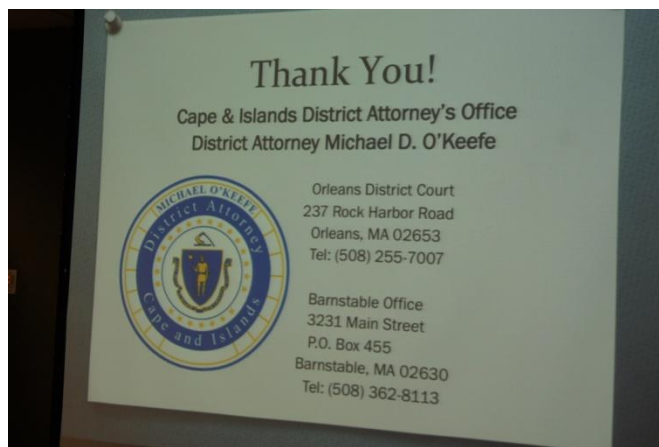 Thank You!
Cape & Islands District Attorney's Office
District Attorney Michael D. O'Keefe
MICHAEL O'KEEFE
District Attorney
Cape and Islands
Orleans District Court
237 Rock Harbor Road
Orleans, MA 02653
Tel: (508) 255-7007
Barnstable Office
3231 Main Street
P.O. Box 455
Barnstable, MA 02630
Tel: (508) 362-8113